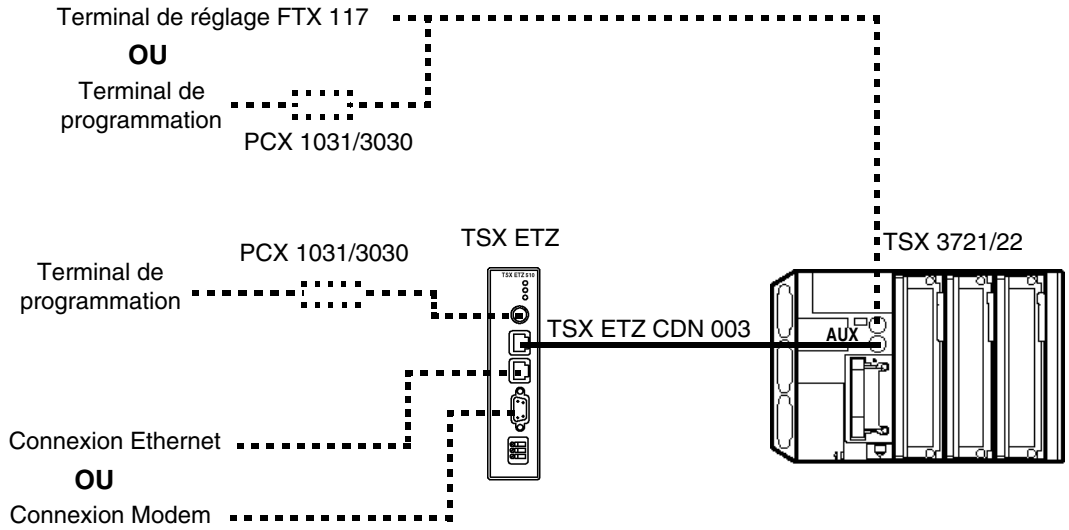 Terminal de réglage FTX 117
OU
Terminal de
programmation
PCX 1031/3030
TSX ETZ
PCX 1031/3030
TSX 3721/22
Terminal de
programmation
TSX ETZ 510
TSX ETZ CDN 003
AUX
Connexion Ethernet
OU
Connexion Modem